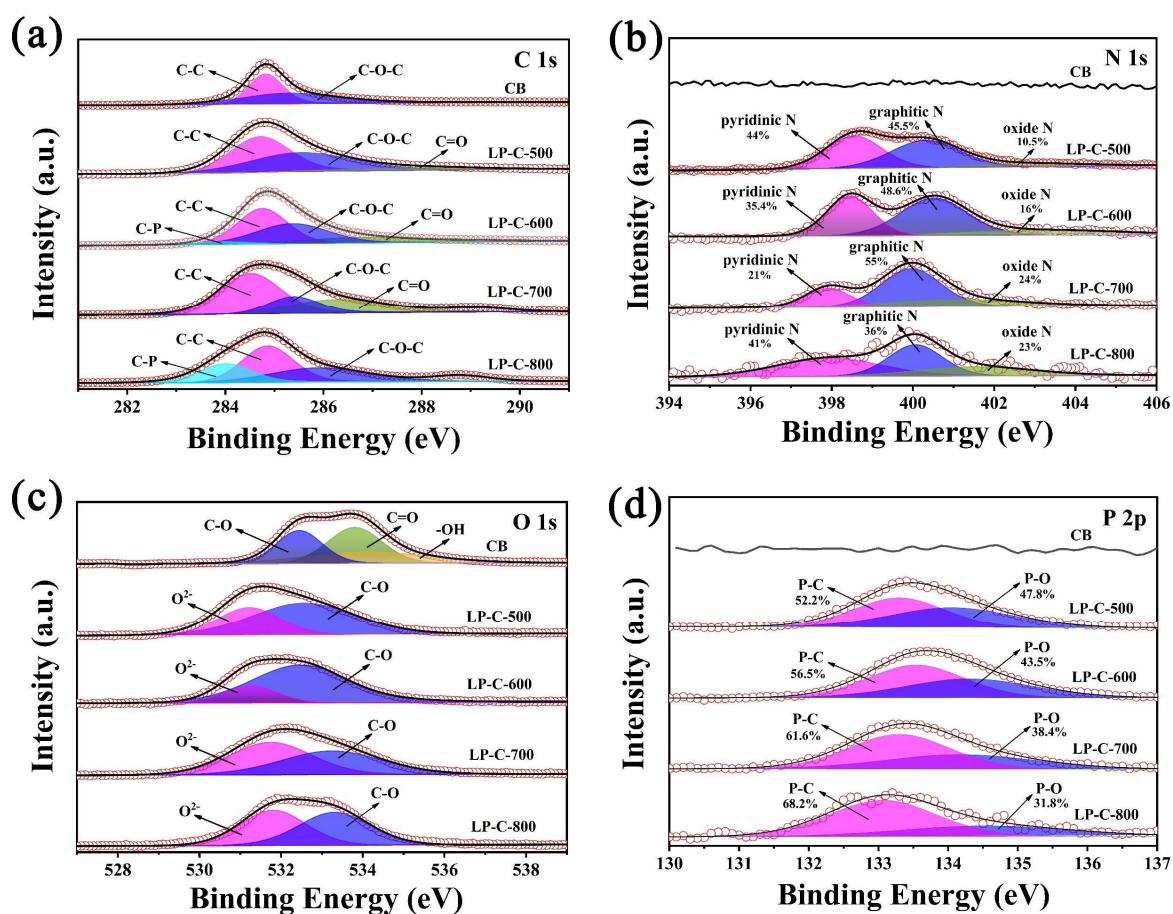 (a)
C 1s
C-C
C-O-C
CB
C-C
C-O-C
C=O
LP-C-500
C-C
C-O-C
C=O
C-P
LP-C-600
C-C
C-O-C
C=O
LP-C-700
C-C
C-P
C-O-C
LP-C-800
282 284 286 288 290
Binding Energy (eV)
Intensity (a.u.)
(b)
N 1s
CB
pyridinic N
44%
graphitic N
45.5%
oxide N
10.5%
LP-C-500
pyridinic N
35.4%
graphitic N
48.6%
oxide N
16%
LP-C-600
pyridinic N
21%
graphitic N
55%
oxide N
24%
LP-C-700
pyridinic N
41%
graphitic N
36%
oxide N
23%
LP-C-800
394 396 398 400 402 404 406
Binding Energy (eV)
Intensity (a.u.)
(c)
O 1s
C-O
C=O
-OH
CB
O2-
C-O
LP-C-500
O2-
C-O
LP-C-600
O2-
C-O
LP-C-700
O2-
C-O
LP-C-800
528 530 532 534 536 538
Binding Energy (eV)
Intensity (a.u.)
(d)
P 2p
CB
P-C
52.2%
P-O
47.8%
LP-C-500
P-C
56.5%
P-O
43.5%
LP-C-600
P-C
61.6%
P-O
38.4%
LP-C-700
P-C
68.2%
P-O
31.8%
LP-C-800
130 131 132 133 134 135 136 137
Binding Energy (eV)
Intensity (a.u.)